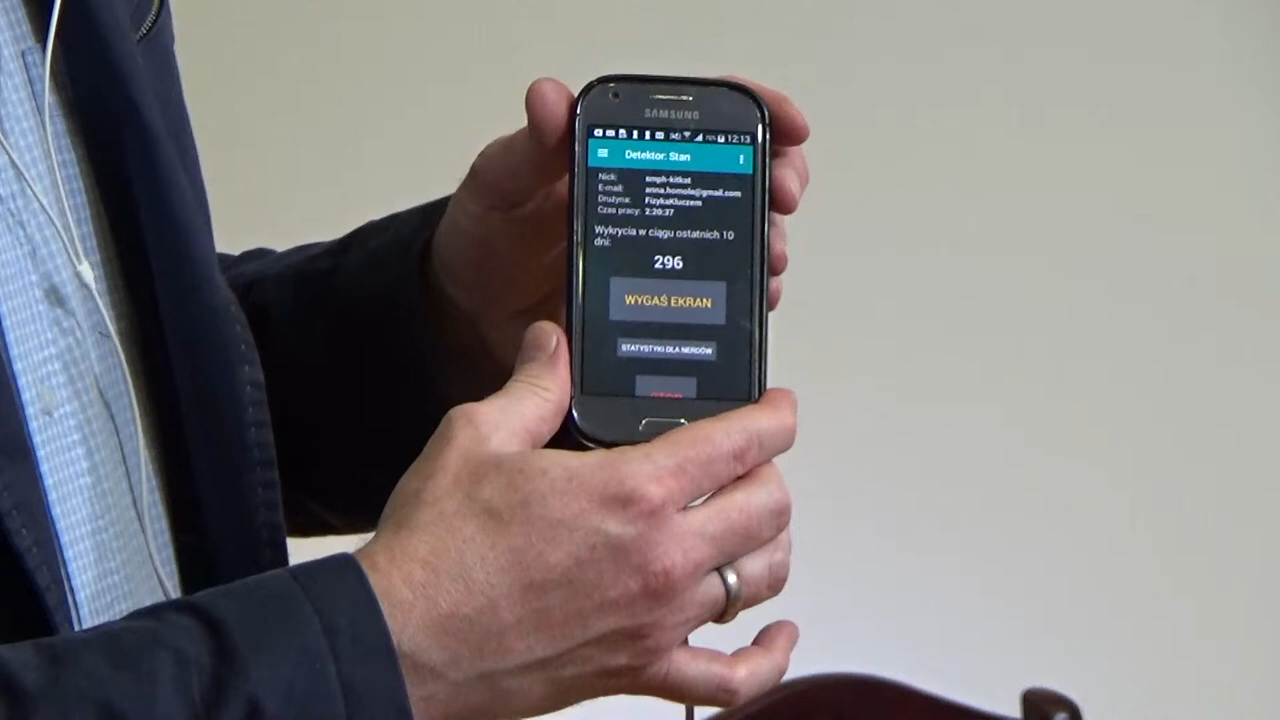 SAMSUNG
12:13
Detektor: Stan
Nick: smph-kitkat
E-mail: anna.homola@gmail.com
Drużyna: FizykaKluczem
Czas pracy: 2:20:37
Wykrycia w ciągu ostatnich 10
dni:
296
WYGAŚ EKRAN
STATYSTYKI DLA NERDÓW
STOP